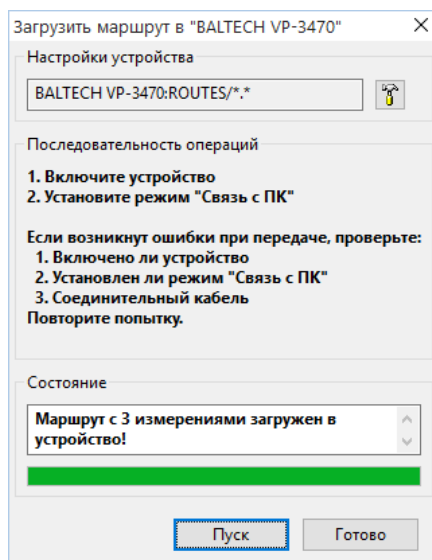 Загрузить маршрут в "BALTECH VP-3470"
Настройки устройства
BALTECH VP-3470:ROUTES/*.*
Последовательность операций
1. Включите устройство
2. Установите режим "Связь с ПК"
Если возникнут ошибки при передаче, проверьте:
1. Включено ли устройство
2. Установлен ли режим "Связь с ПК"
3. Соединительный кабель
Повторите попытку.
Состояние
Маршрут с 3 измерениями загружен в
устройство!
Пуск
Готово